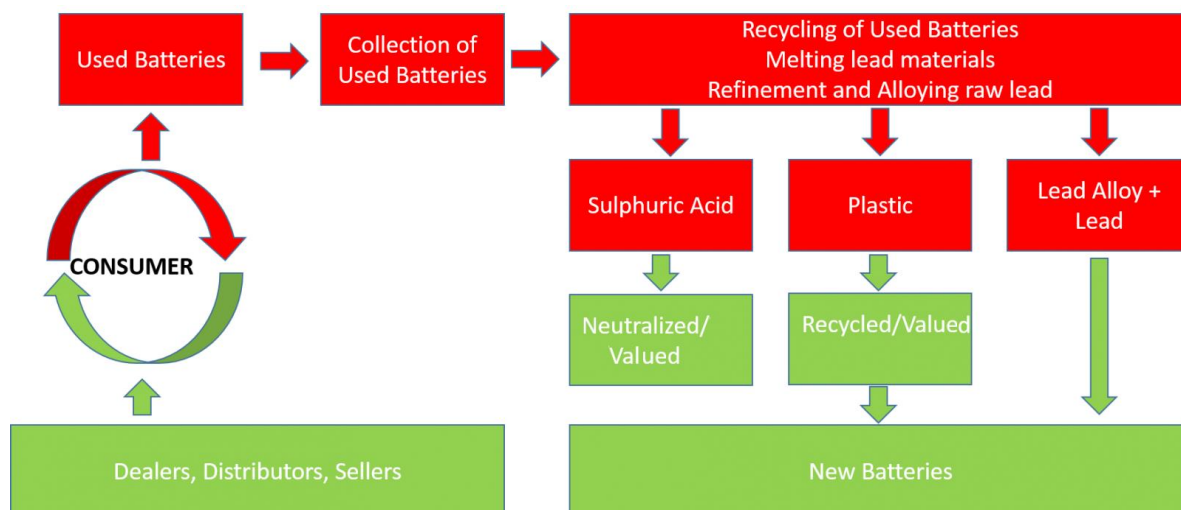 Used Batteries
Collection of
Used Batteries
Recycling of Used Batteries
Melting lead materials
Refinement and Alloying raw lead
Sulphuric Acid
Plastic
Lead Alloy +
Lead
CONSUMER
Neutralized/
Valued
Recycled/Valued
Dealers, Distributors, Sellers
New Batteries